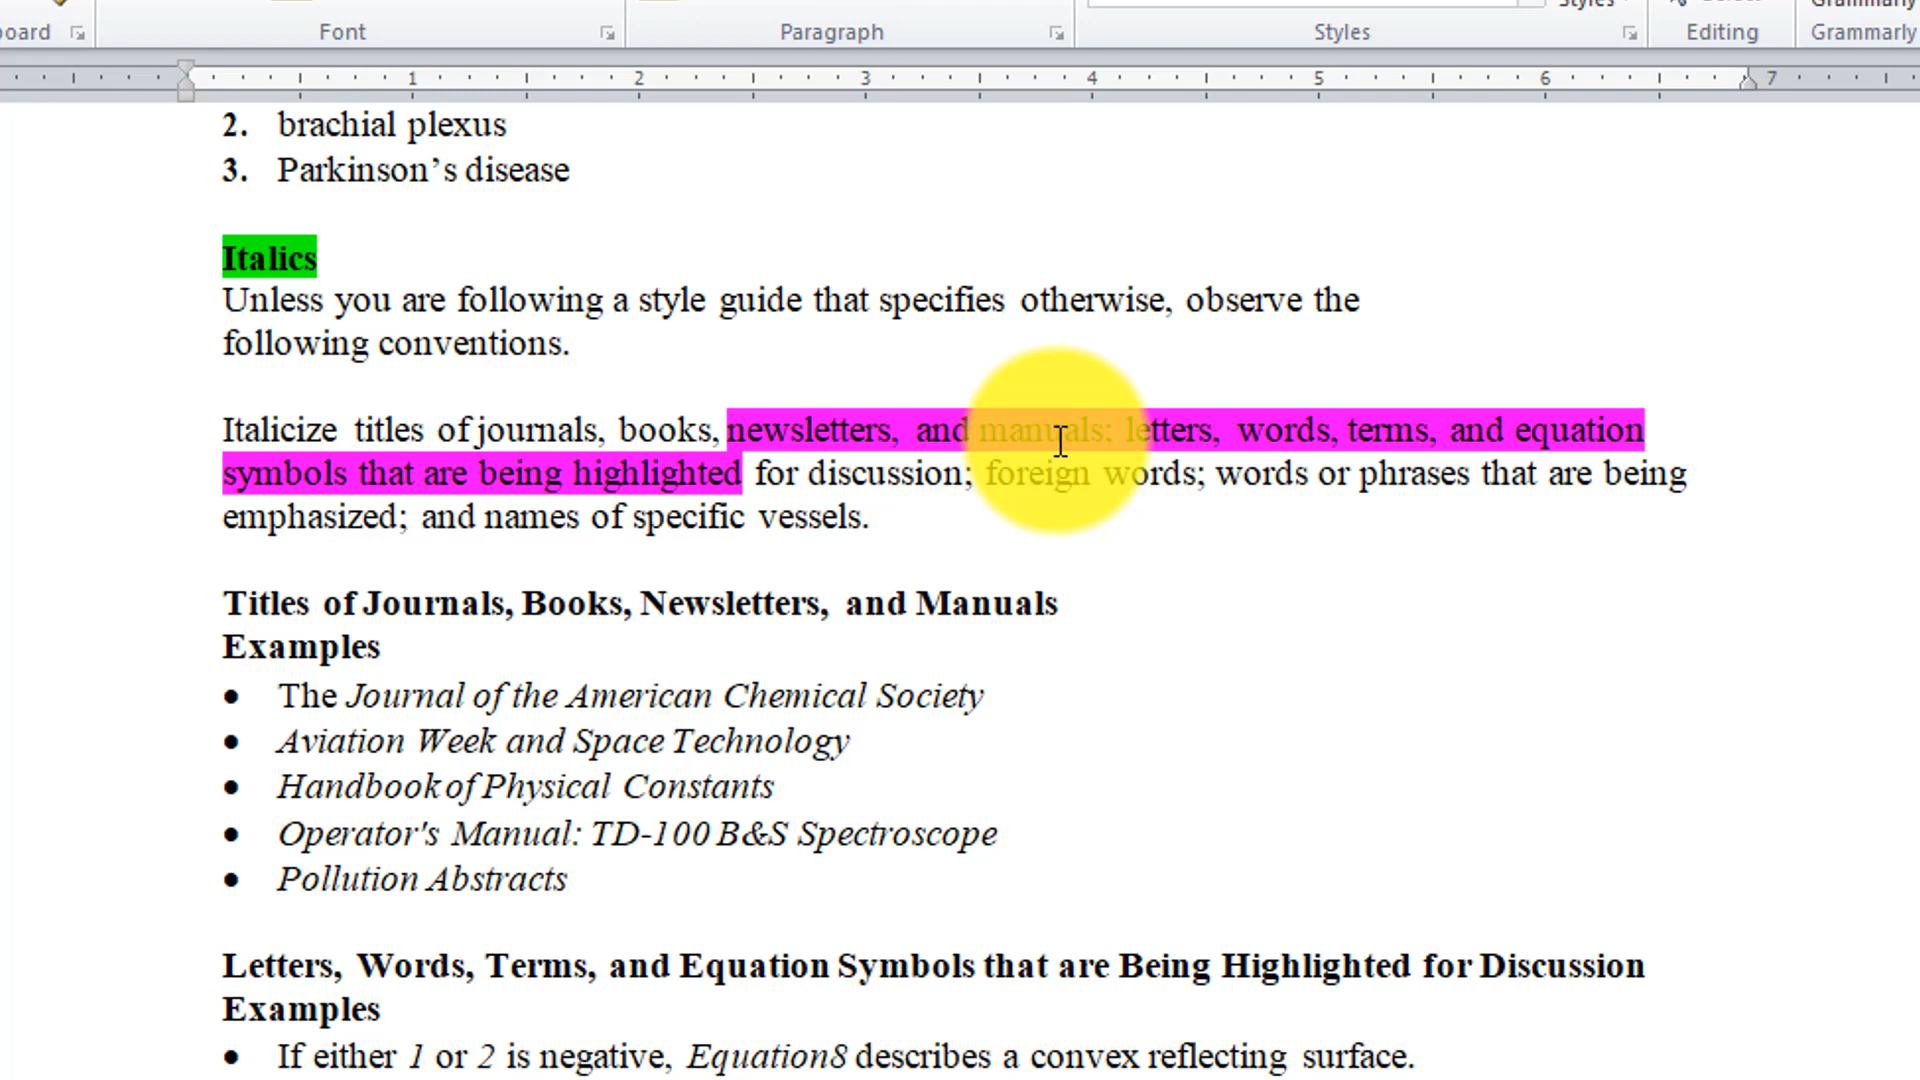 Font Paragraph Styles Editing Grammarly
1 2 3 4 5 6 7
2. brachial plexus
3. Parkinson’s disease
Italics
Unless you are following a style guide that specifies otherwise, observe the
following conventions.
Italicize titles of journals, books, newsletters, and manuals; letters, words, terms, and equation
symbols that are being highlighted for discussion; foreign words; words or phrases that are being
emphasized; and names of specific vessels.
Titles of Journals, Books, Newsletters, and Manuals
Examples
• The Journal of the American Chemical Society
• Aviation Week and Space Technology
• Handbook of Physical Constants
• Operator's Manual: TD-100 B&S Spectroscope
• Pollution Abstracts
Letters, Words, Terms, and Equation Symbols that are Being Highlighted for Discussion
Examples
• If either 1 or 2 is negative, Equation8 describes a convex reflecting surface.